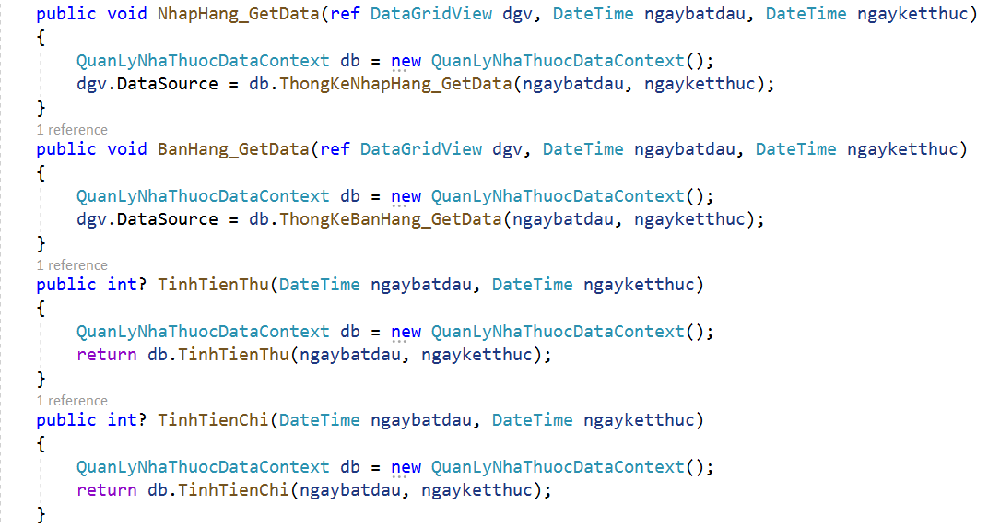 public void NhapHang_GetData(ref DataGridView dgv, DateTime ngaybatdau, DateTime ngayketthuc)
{
    QuanLyNhaThuocDataContext db = new QuanLyNhaThuocDataContext();
    dgv.DataSource = db.ThongKeNhapHang_GetData(ngaybatdau, ngayketthuc);
}
1 reference
public void BanHang_GetData(ref DataGridView dgv, DateTime ngaybatdau, DateTime ngayketthuc)
{
    QuanLyNhaThuocDataContext db = new QuanLyNhaThuocDataContext();
    dgv.DataSource = db.ThongKeBanHang_GetData(ngaybatdau, ngayketthuc);
}
1 reference
public int? TinhTienThu(DateTime ngaybatdau, DateTime ngayketthuc)
{
    QuanLyNhaThuocDataContext db = new QuanLyNhaThuocDataContext();
    return db.TinhTienThu(ngaybatdau, ngayketthuc);
}
1 reference
public int? TinhTienChi(DateTime ngaybatdau, DateTime ngayketthuc)
{
    QuanLyNhaThuocDataContext db = new QuanLyNhaThuocDataContext();
    return db.TinhTienChi(ngaybatdau, ngayketthuc);
}